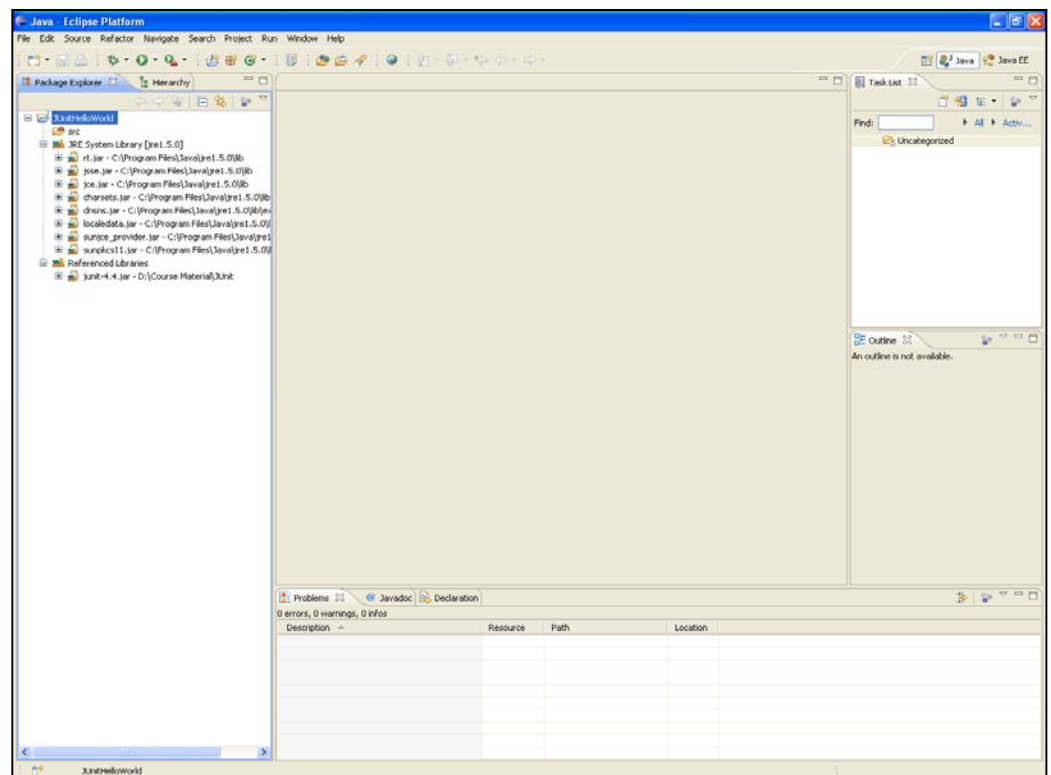 Java - Eclipse Platform
File Edit Source Refactor Navigate Search Project Run Window Help
Java Java EE
Package Explorer Hierarchy
JUnitHelloWorld
src
JRE System Library [jre1.5.0]
rt.jar - C:\Program Files\Java\jre1.5.0\lib
jsse.jar - C:\Program Files\Java\jre1.5.0\lib
jce.jar - C:\Program Files\Java\jre1.5.0\lib
charsets.jar - C:\Program Files\Java\jre1.5.0\lib
dnsns.jar - C:\Program Files\Java\jre1.5.0\lib\ex
localedata.jar - C:\Program Files\Java\jre1.5.0\l
sunjce_provider.jar - C:\Program Files\Java\jre1
sunpkcs11.jar - C:\Program Files\Java\jre1.5.0\l
Referenced Libraries
junit-4.4.jar - D:\Course Material\JUnit
Task List
Find: All Activ...
Uncategorized
Outline
An outline is not available.
Problems Javadoc Declaration
0 errors, 0 warnings, 0 infos
Description Resource Path Location
JUnitHelloWorld